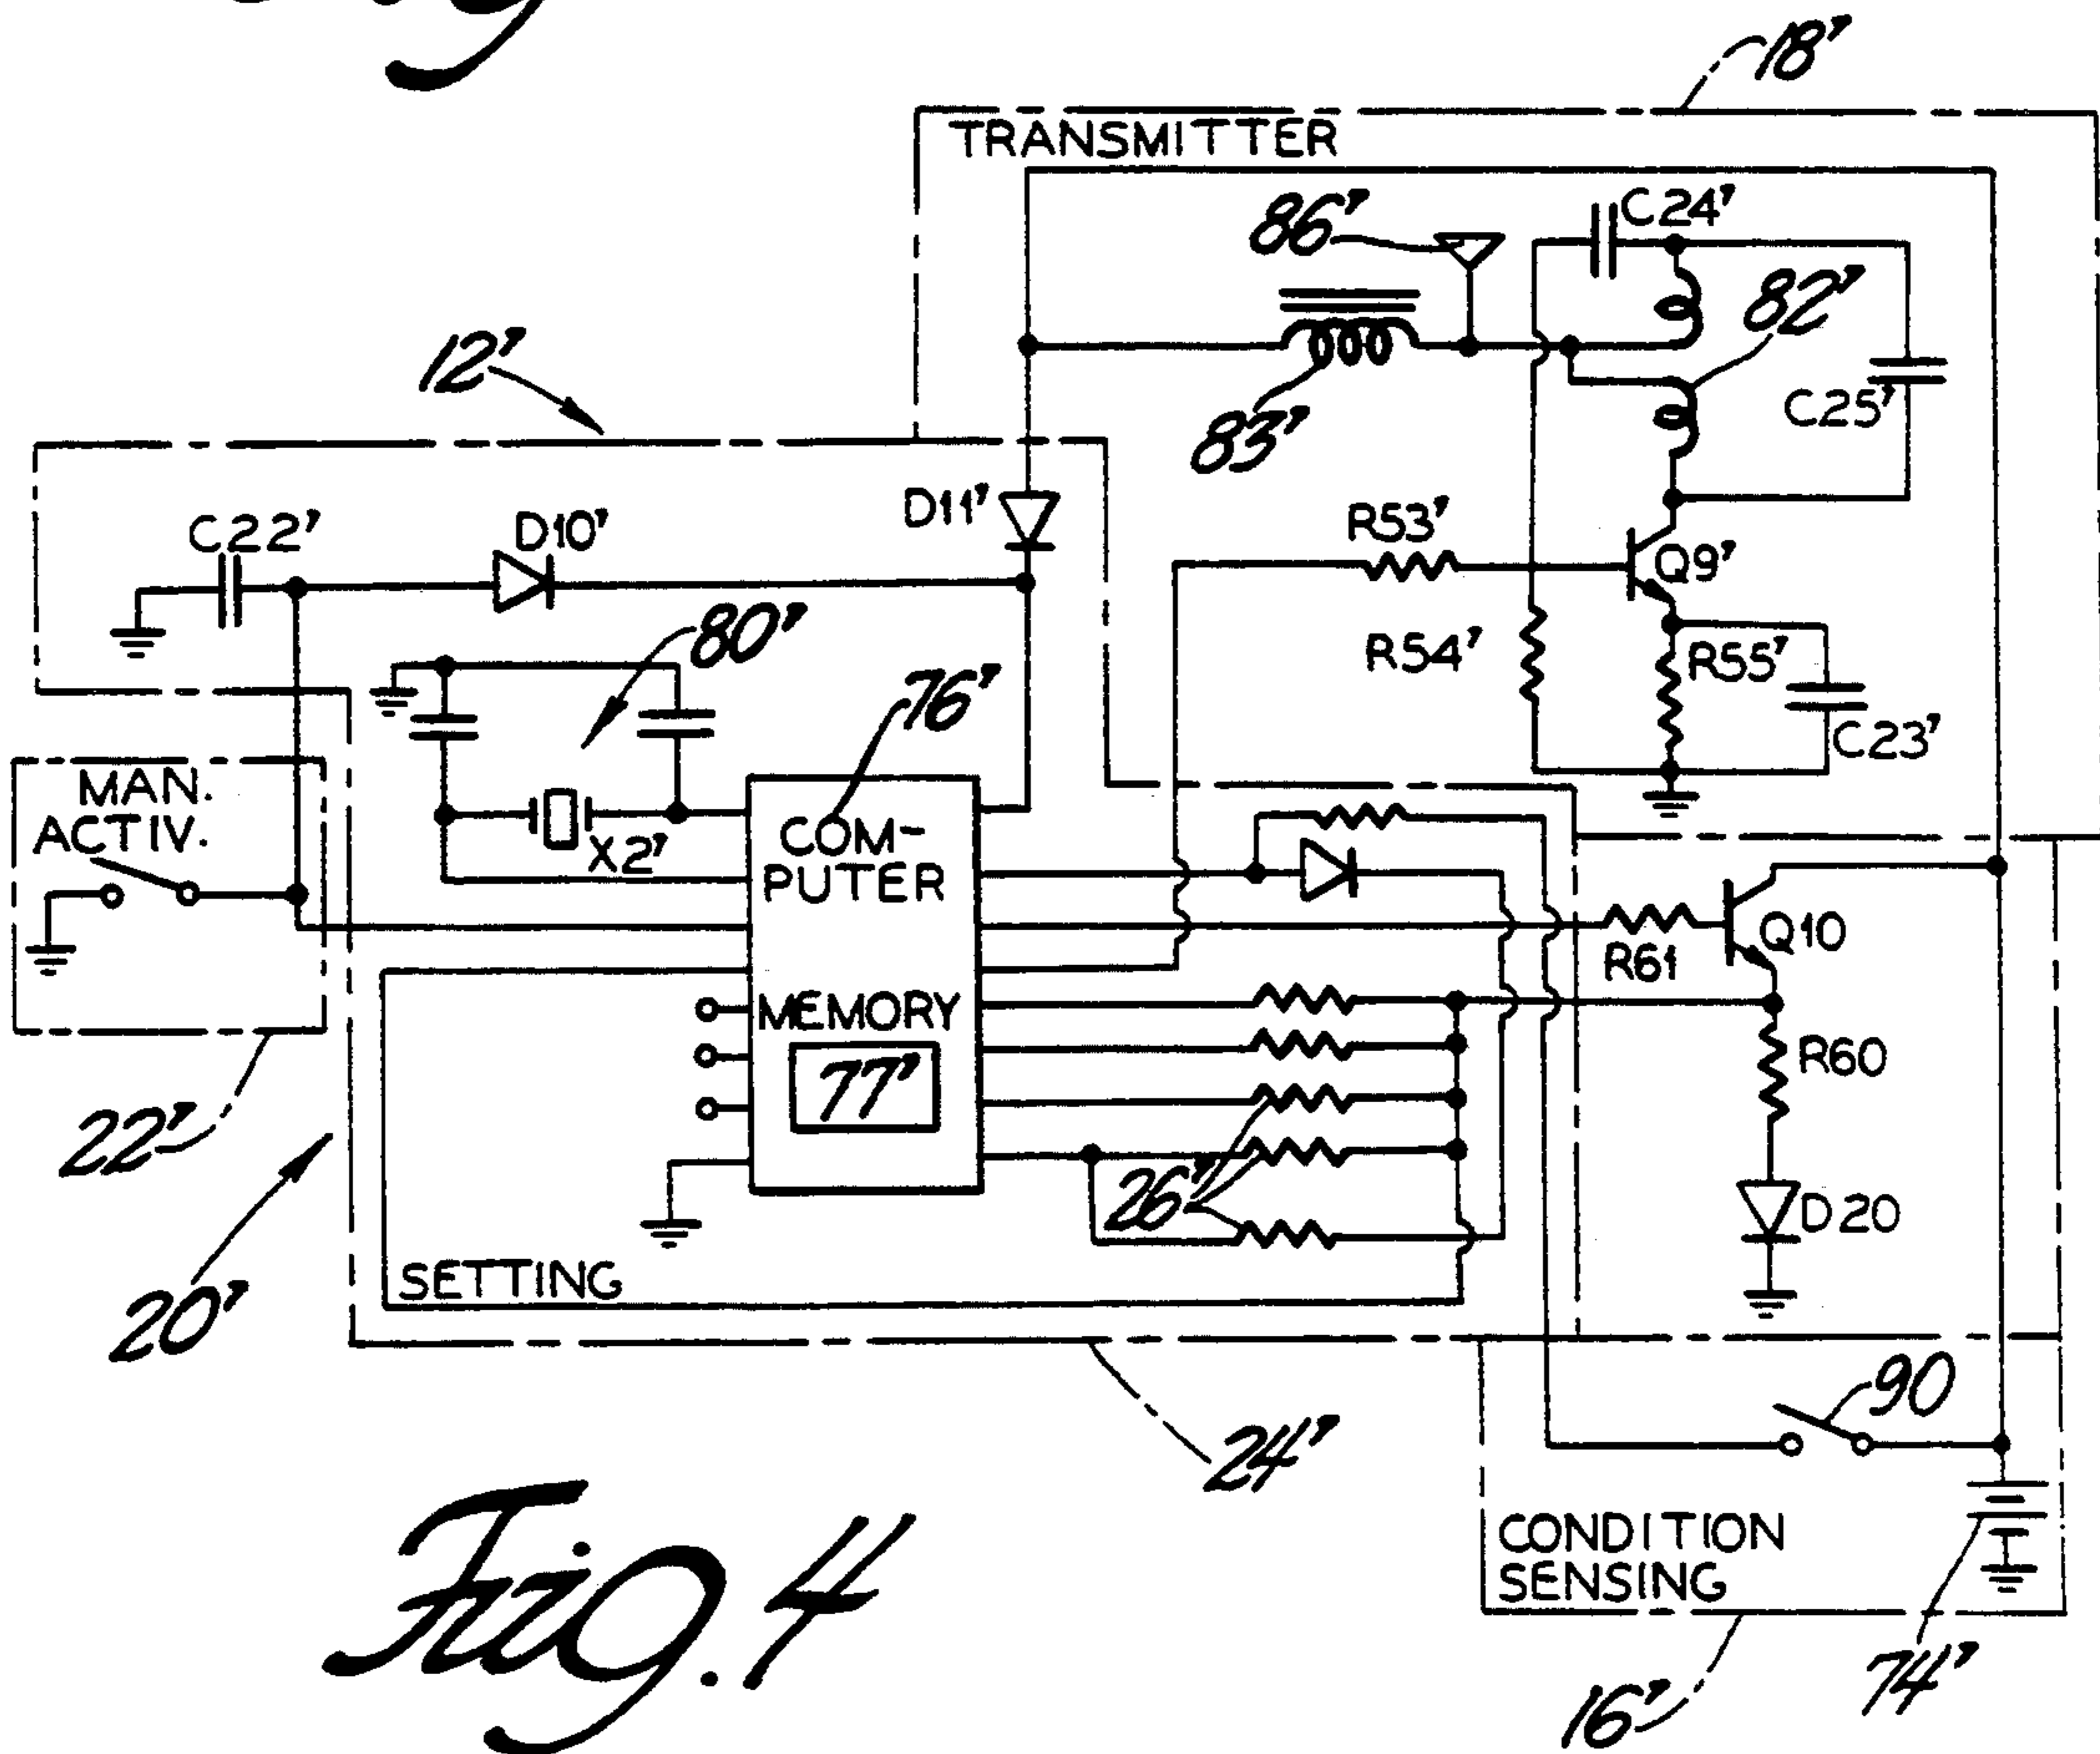 18'
TRANSMITTER
86'
C24'
82'
12'
83'
C25'
D11'
C22'
D10'
R53'
Q9'
80'
R54'
R55'
76'
C23'
MAN.
ACTIV.
X2'
COM-
PUTER
Q10
R61
MEMORY
77'
R60
22'
26'
D20
SETTING
20'
90
24'
CONDITION
SENSING
74'
16'
Fig. 4